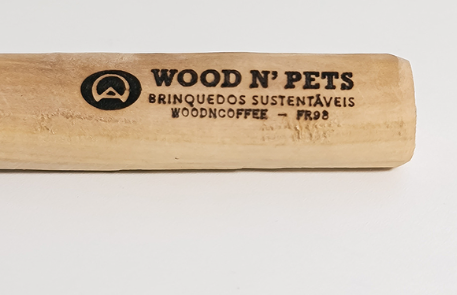 WOOD N' PETS
BRINQUEDOS SUSTENTÁVEIS
WOODNCOFFEE – FR98